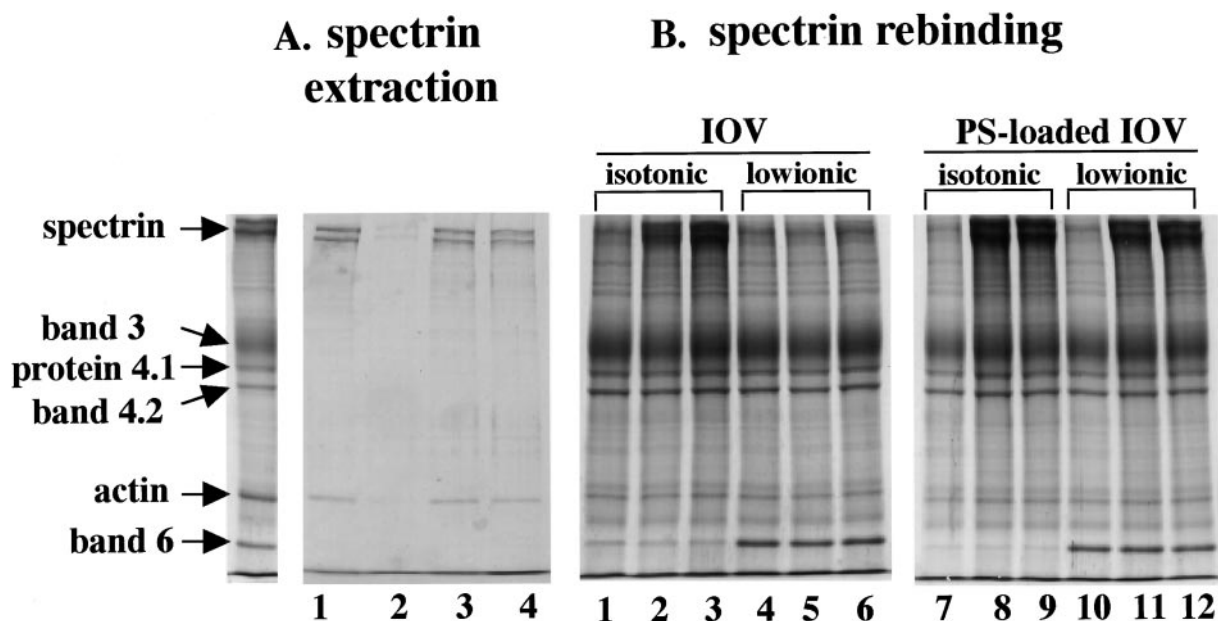 A. spectrin
extraction
B. spectrin rebinding
IOV
PS-loaded IOV
isotonic lowionic
isotonic lowionic
spectrin
band 3
protein 4.1
band 4.2
actin
band 6
1 2 3 4
1 2 3 4 5 6
7 8 9 10 11 12